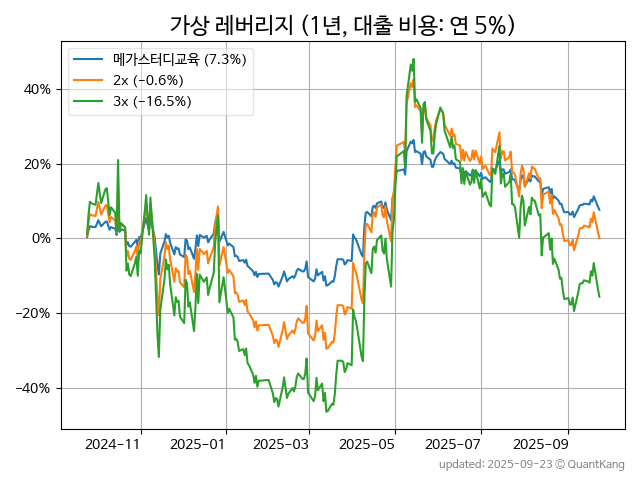 가상 레버리지 (1년, 대출 비용: 연 5%)
메가스터디교육 (7.3%)
2x (−0.6%)
3x (−16.5%)
40%
20%
0%
−20%
−40%
2024-11
2025-01
2025-03
2025-05
2025-07
2025-09
updated: 2025-09-23 © QuantKang